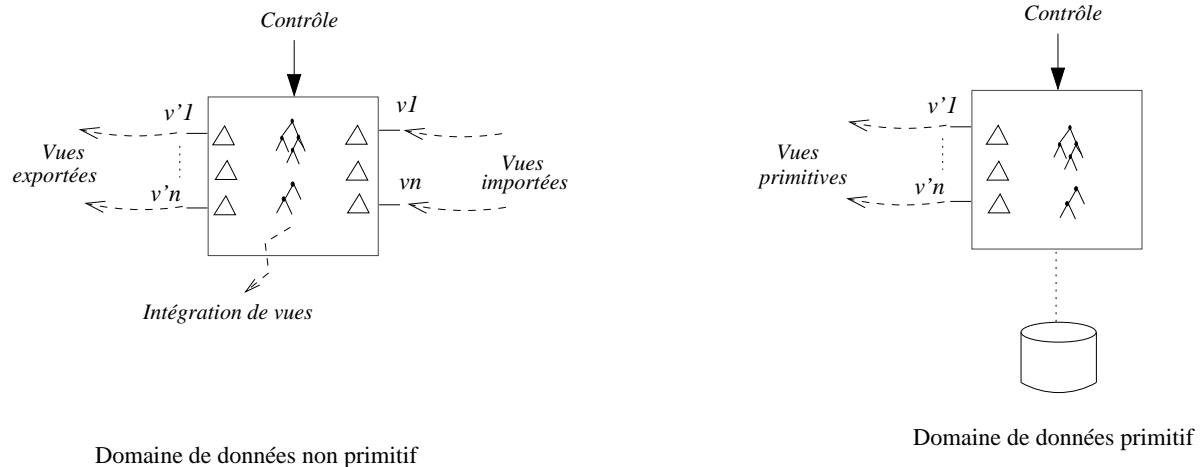 Contrôle
v'1
v1
Vues
exportées
Vues
importées
v'n
vn
Intégration de vues
Domaine de données non primitif
Contrôle
v'1
Vues
primitives
v'n
Domaine de données primitif